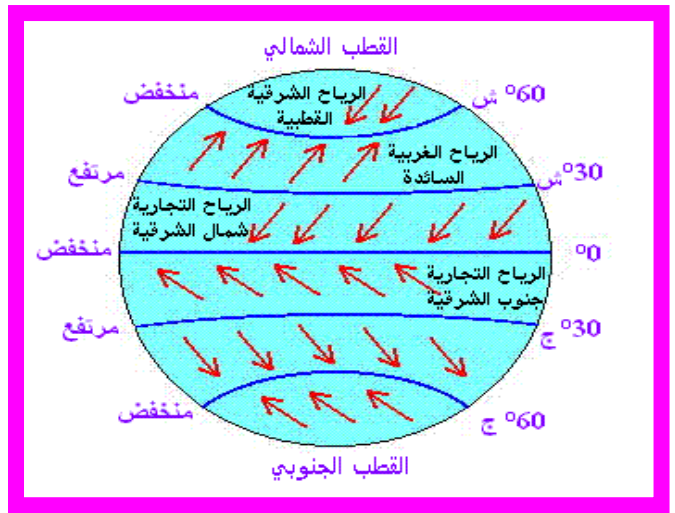 القطب الشمالي
منخفض
الرياح الشرقية
القطبية
60° ش
مرتفع
الرياح الغربية
السائدة
30° ش
الرياح التجارية
شمال الشرقية
منخفض
0°
الرياح التجارية
جنوب الشرقية
مرتفع
30° ج
منخفض
60° ج
القطب الجنوبي